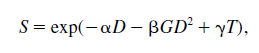 S = exp(−αD − βGD² + γT),